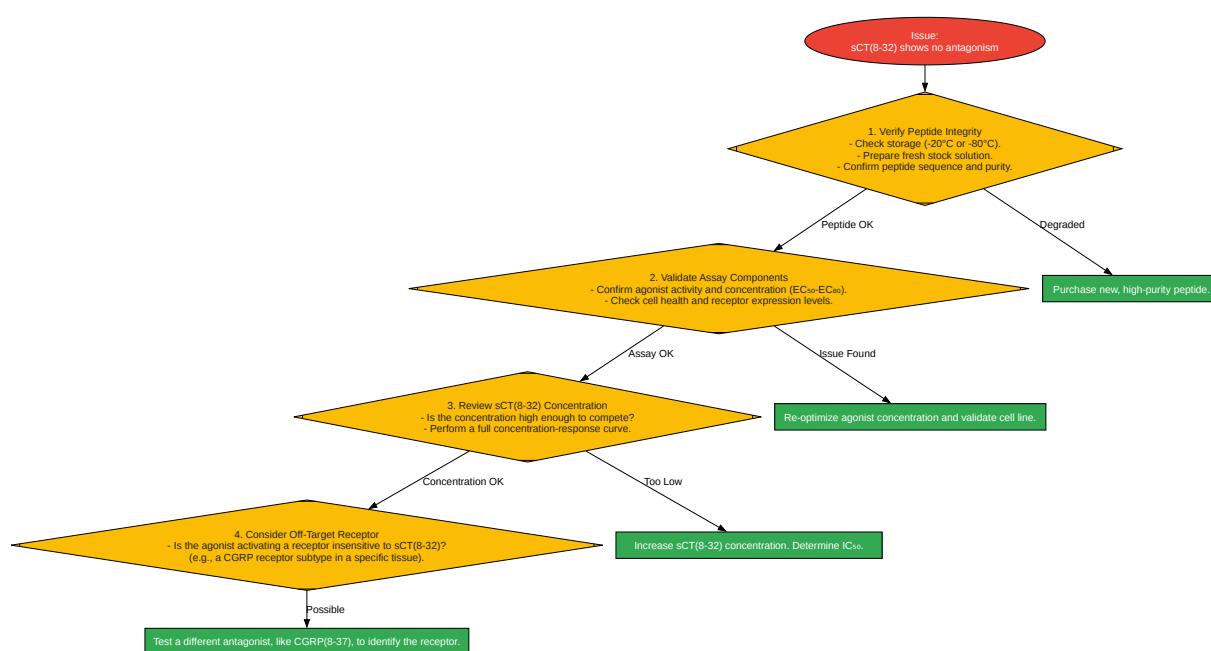 Issue:
sCT(8-32) shows no antagonism
1. Verify Peptide Integrity
- Check storage (-20°C or -80°C).
- Prepare fresh stock solution.
- Confirm peptide sequence and purity.
Peptide OK
Degraded
2. Validate Assay Components
- Confirm agonist activity and concentration (EC₅₀-EC₈₀).
- Check cell health and receptor expression levels.
Purchase new, high-purity peptide.
Assay OK
Issue Found
3. Review sCT(8-32) Concentration
- Is the concentration high enough to compete?
- Perform a full concentration-response curve.
Re-optimize agonist concentration and validate cell line.
Concentration OK
Too Low
4. Consider Off-Target Receptor
- Is the agonist activating a receptor insensitive to sCT(8-32)?
(e.g., a CGRP receptor subtype in a specific tissue).
Increase sCT(8-32) concentration. Determine IC₅₀.
Possible
Test a different antagonist, like CGRP(8-37), to identify the receptor.